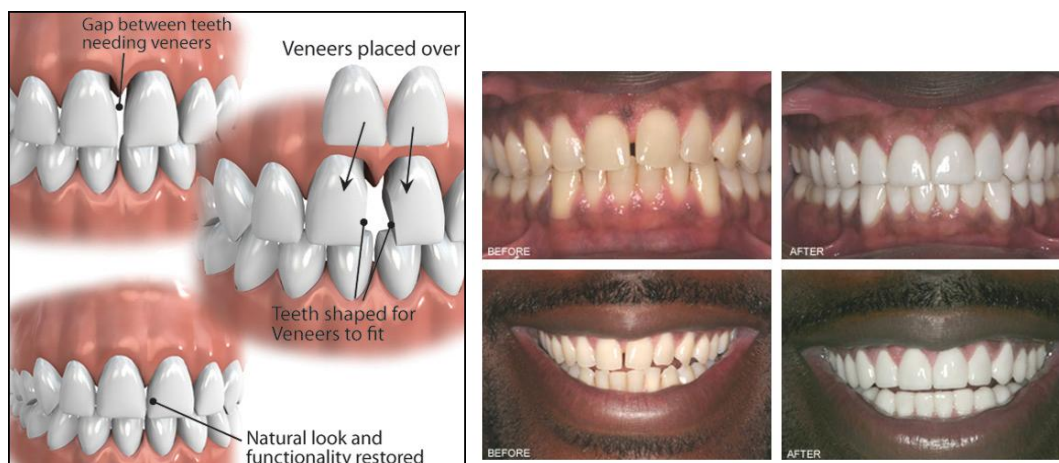 Gap between teeth
needing veneers
Veneers placed over
Teeth shaped for
Veneers to fit
Natural look and
functionality restored
BEFORE
AFTER
BEFORE
AFTER